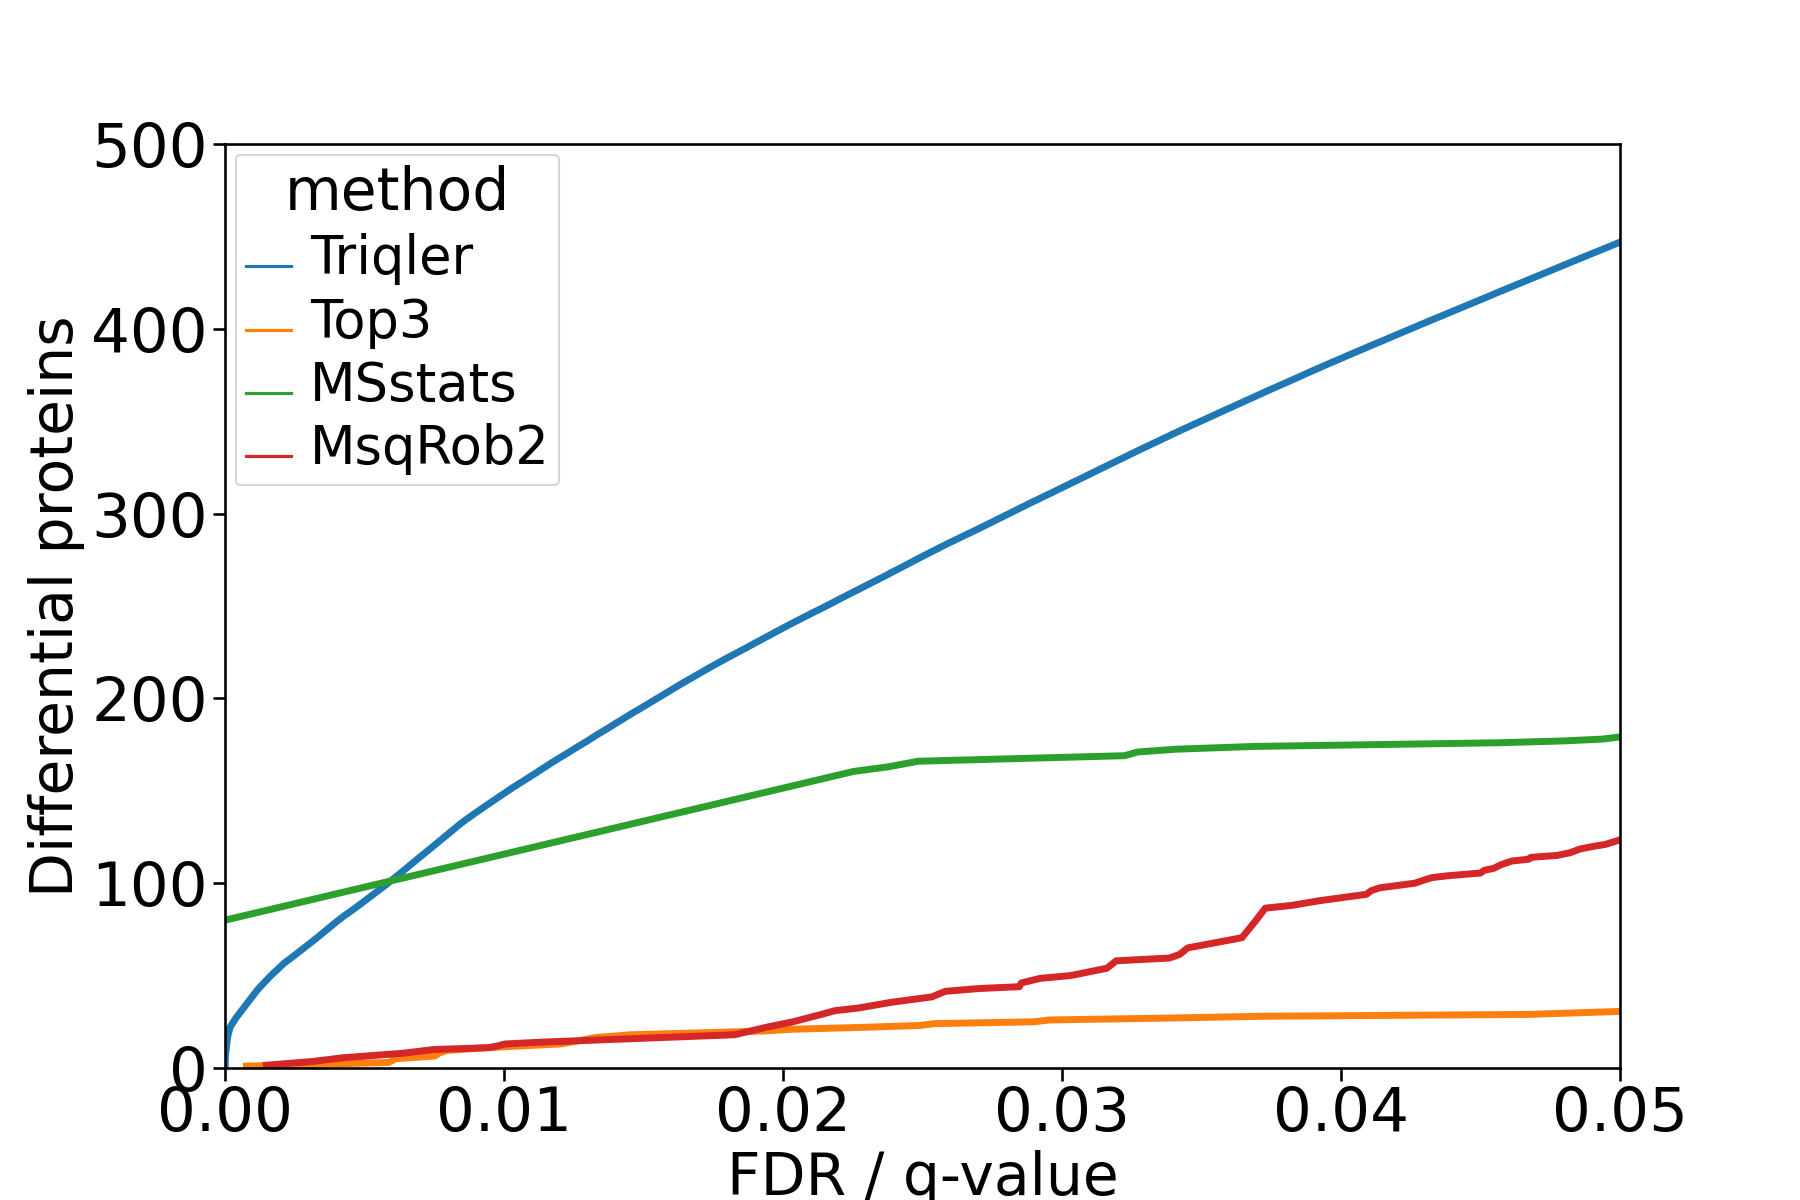 500
400
300
200
100
0
Differential proteins
method
Triqler
Top3
MSstats
MsqRob2
0.00 0.01 0.02 0.03 0.04 0.05
FDR / q-value